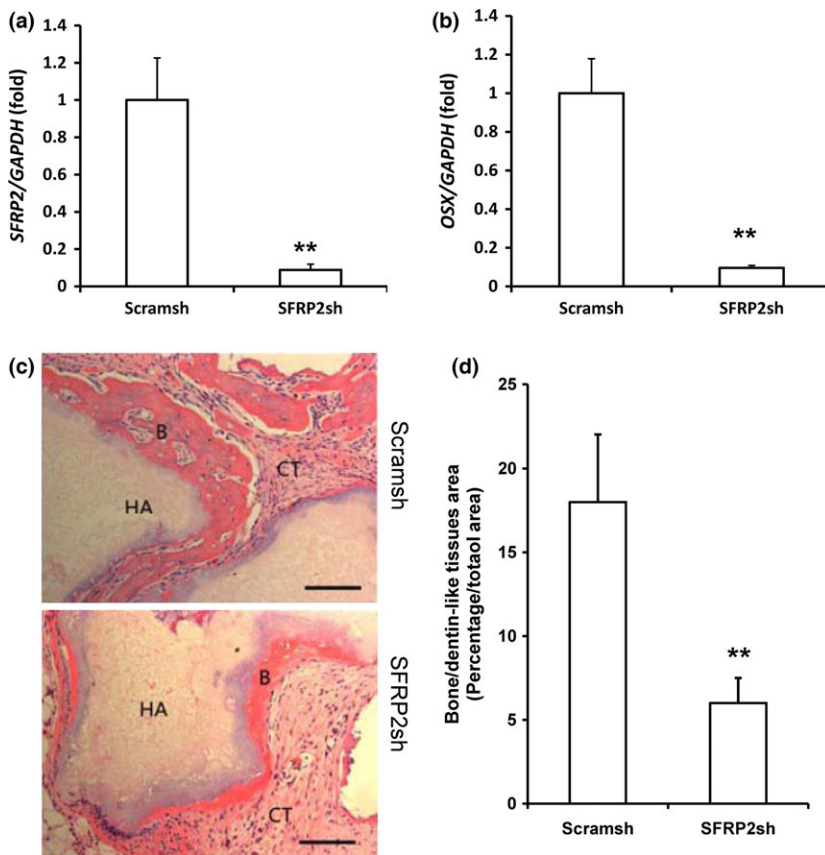 (a)
SFRP2/GAPDH (fold)
1.4
1.2
1
0.8
0.6
0.4
0.2
0
**
Scramsh
SFRP2sh
(b)
OSX/GAPDH (fold)
1.4
1.2
1
0.8
0.6
0.4
0.2
0
**
Scramsh
SFRP2sh
(c)
B
CT
HA
Scramsh
HA
B
CT
SFRP2sh
(d)
Bone/dentin-like tissues area
(Percentage/totaol area)
25
20
15
10
5
0
**
Scramsh
SFRP2sh